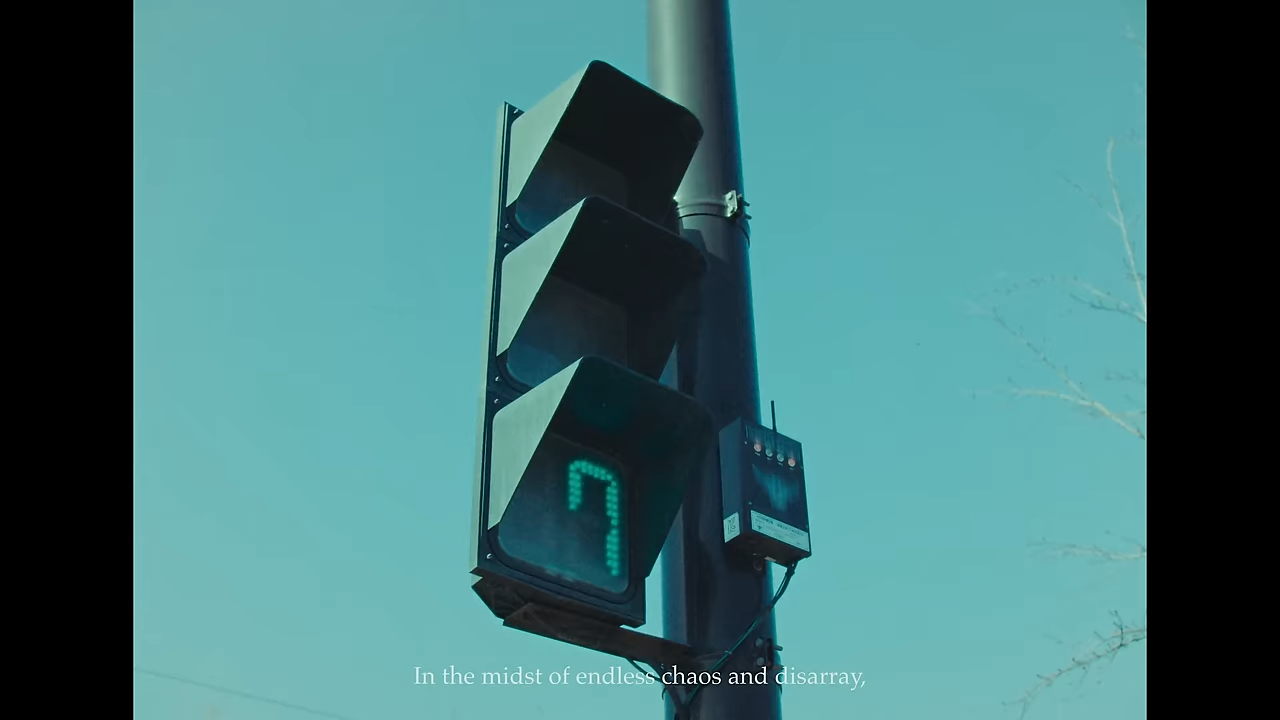 7
In the midst of endless chaos and disarray,